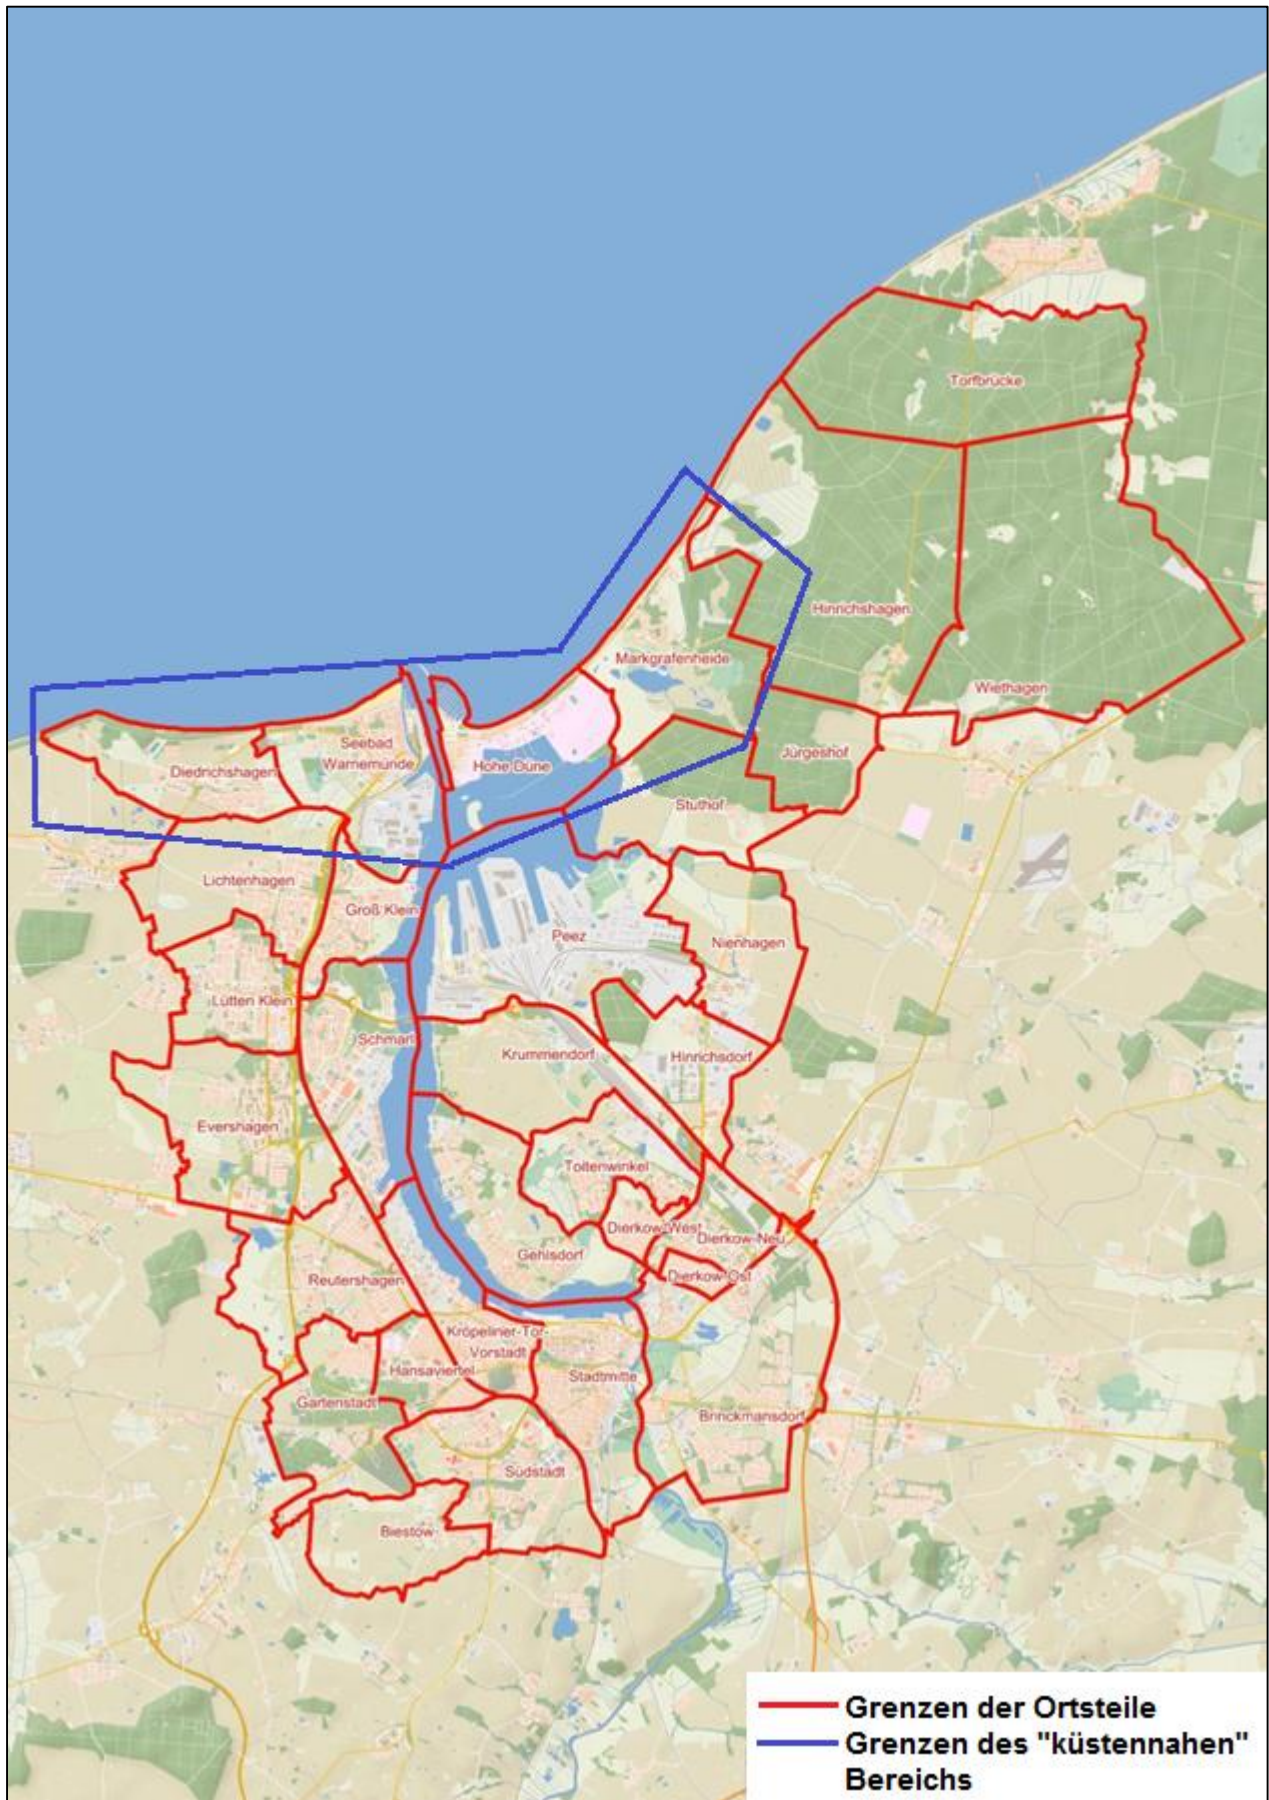 Torfbrücke
Hinrichshagen
Markgrafenheide
Wiethagen
Seebad
Warnemünde
Jürgeshof
Hohe Düne
Diedrichshagen
Stuthof
Lichtenhagen
Groß Klein
Peez
Nienhagen
Lütten Klein
Schmarl
Krummendorf
Hinrichsdorf
Evershagen
Toitenwinkel
Dierkow-West
Dierkow-Neu
Gehlsdorf
Dierkow-Ost
Reutershagen
Kröpeliner-Tor-
Vorstadt
Hansaviertel
Stadtmitte
Gartenstadt
Brinckmansdorf
Südstadt
Biestow
Grenzen der Ortsteile
Grenzen des "küstennahen"
Bereichs